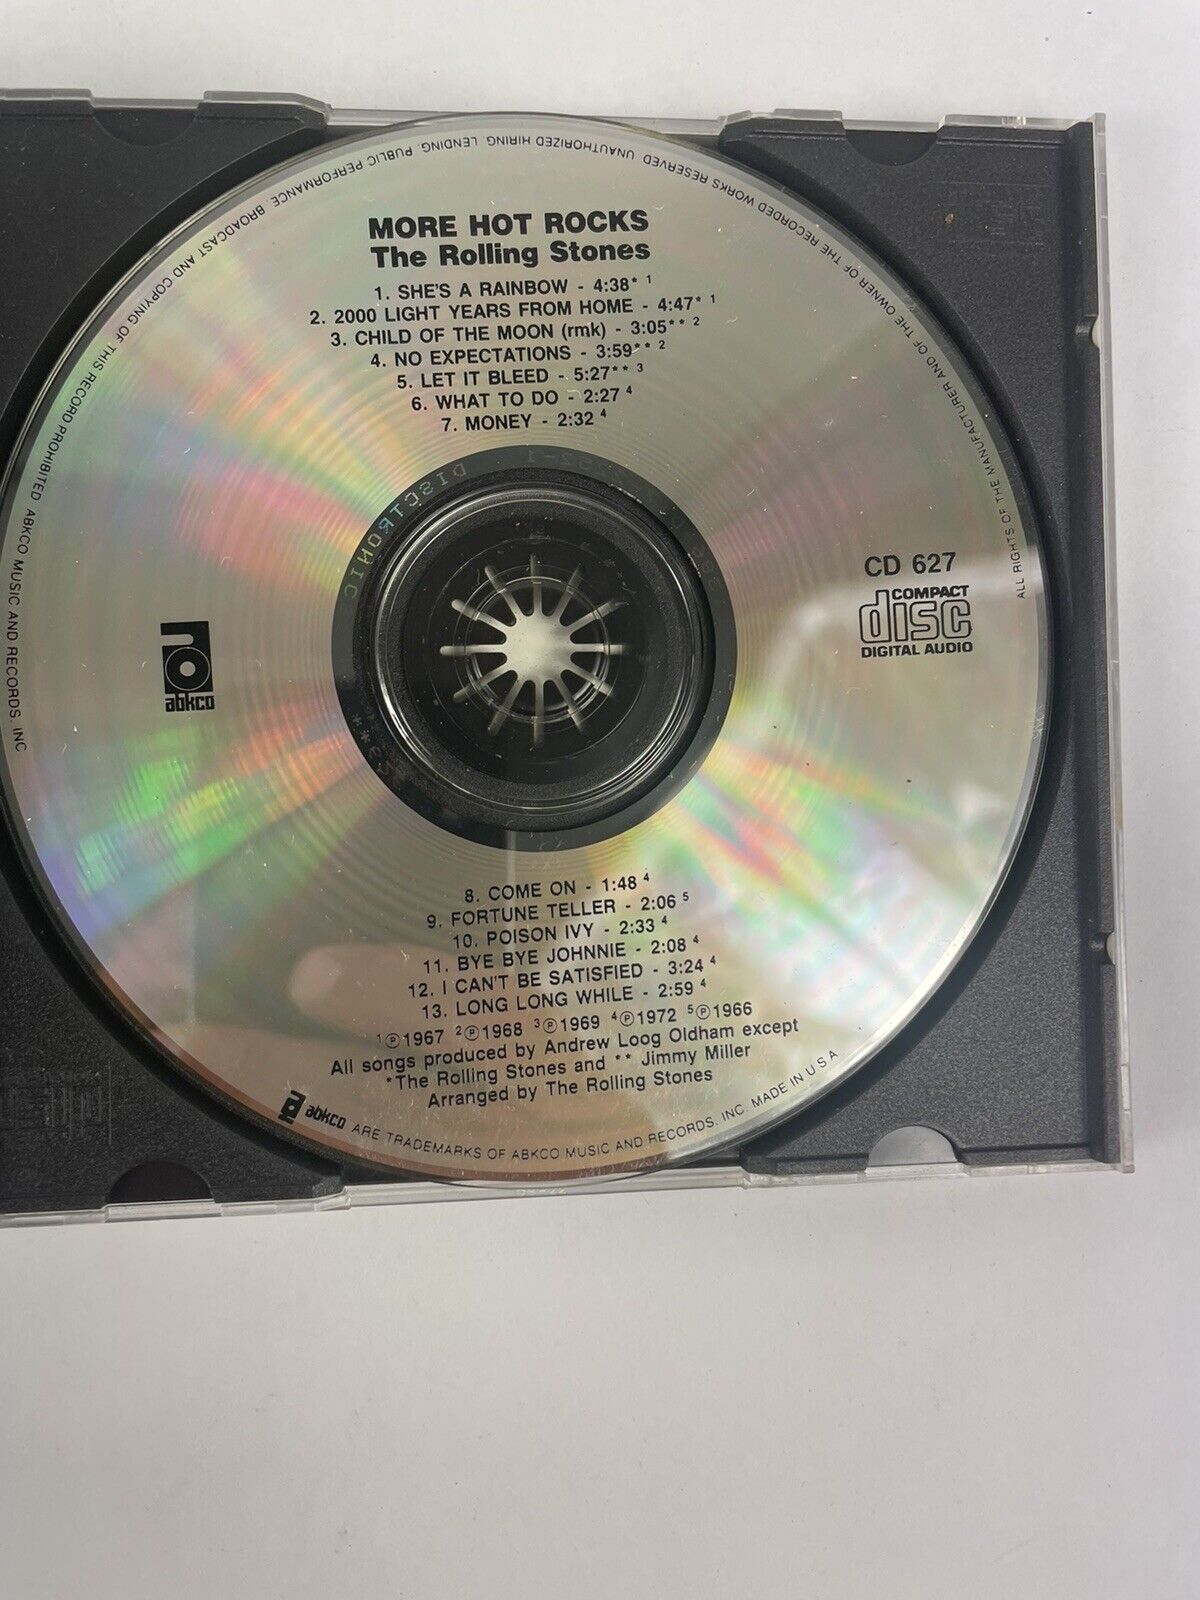 MORE HOT ROCKS
The Rolling Stones
1. SHE'S A RAINBOW - 4:38* ¹
2. 2000 LIGHT YEARS FROM HOME - 4:47* ¹
3. CHILD OF THE MOON (rmk) - 3:05** ²
4. NO EXPECTATIONS - 3:59** ²
5. LET IT BLEED - 5:27** ³
6. WHAT TO DO - 2:27 ⁴
7. MONEY - 2:32 ⁴
DISCTRONIC
CD 627
COMPACT
disc
DIGITAL AUDIO
abkco
8. COME ON - 1:48 ⁴
9. FORTUNE TELLER - 2:06 ⁵
10. POISON IVY - 2:33 ⁴
11. BYE BYE JOHNNIE - 2:08 ⁴
12. I CAN'T BE SATISFIED - 3:24 ⁴
13. LONG LONG WHILE - 2:59 ⁴
¹℗1967 ²℗1968 ³℗1969 ⁴℗1972 ⁵℗1966
All songs produced by Andrew Loog Oldham except
*The Rolling Stones and ** Jimmy Miller
Arranged by The Rolling Stones
abkco ARE TRADEMARKS OF ABKCO MUSIC AND RECORDS, INC. MADE IN U.S.A
ALL RIGHTS OF THE MANUFACTURER AND OF THE OWNER OF THE RECORDED WORKS RESERVED. UNAUTHORIZED HIRING, LENDING, PUBLIC PERFORMANCE, BROADCAST AND COPYING OF THIS RECORD PROHIBITED ABKCO MUSIC AND RECORDS, INC